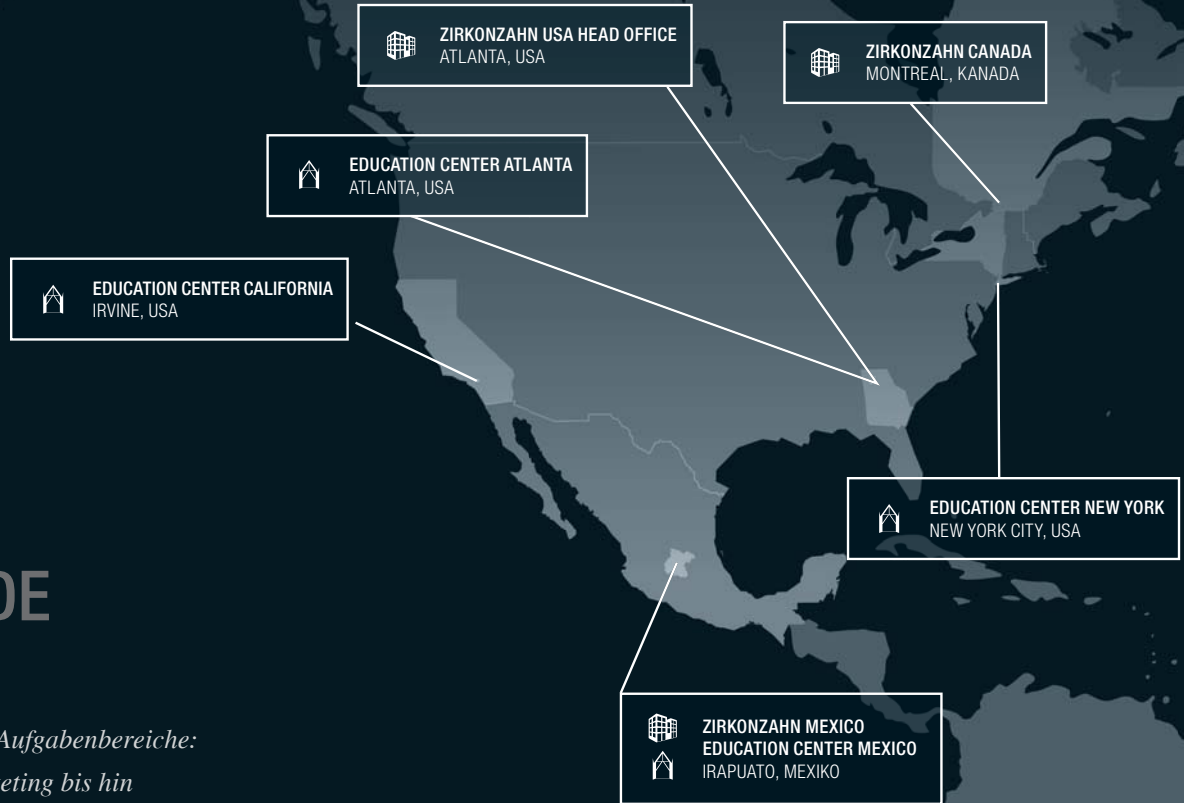 ZIRKONZAHN USA HEAD OFFICE
ATLANTA, USA
ZIRKONZAHN CANADA
MONTREAL, KANADA
EDUCATION CENTER ATLANTA
ATLANTA, USA
EDUCATION CENTER CALIFORNIA
IRVINE, USA
EDUCATION CENTER NEW YORK
NEW YORK CITY, USA
DE
ZIRKONZAHN MEXICO
EDUCATION CENTER MEXICO
IRAPUATO, MEXIKO
Aufgabenbereiche:
eting bis hin